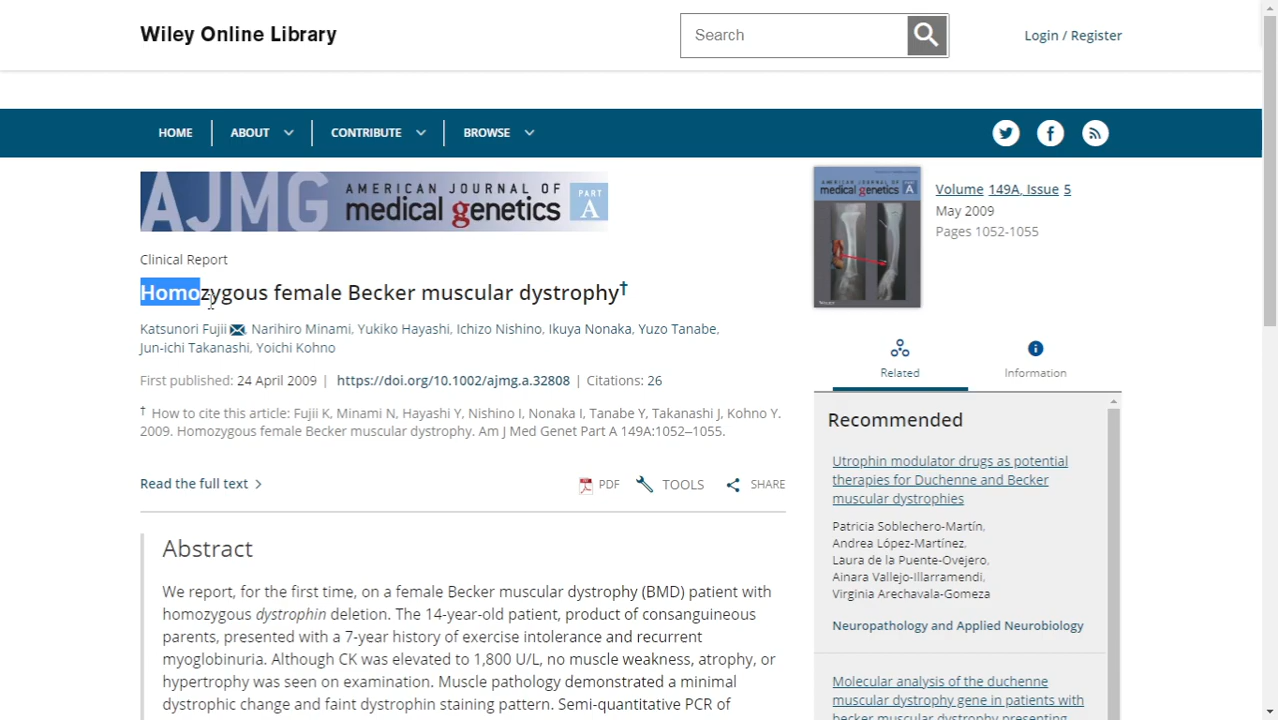 Wiley Online Library
Search
Login / Register
HOME
ABOUT
CONTRIBUTE
BROWSE
AJMG
AMERICAN JOURNAL OF
medical genetics
PART
A
Clinical Report
Homozygous female Becker muscular dystrophy†
Katsunori Fujii, Narihiro Minami, Yukiko Hayashi, Ichizo Nishino, Ikuya Nonaka, Yuzo Tanabe,
Jun-ichi Takanashi, Yoichi Kohno
First published: 24 April 2009 | https://doi.org/10.1002/ajmg.a.32808 | Citations: 26
† How to cite this article: Fujii K, Minami N, Hayashi Y, Nishino I, Nonaka I, Tanabe Y, Takanashi J, Kohno Y.
2009. Homozygous female Becker muscular dystrophy. Am J Med Genet Part A 149A:1052–1055.
Read the full text
PDF
TOOLS
SHARE
Abstract
We report, for the first time, on a female Becker muscular dystrophy (BMD) patient with
homozygous dystrophin deletion. The 14-year-old patient, product of consanguineous
parents, presented with a 7-year history of exercise intolerance and recurrent
myoglobinuria. Although CK was elevated to 1,800 U/L, no muscle weakness, atrophy, or
hypertrophy was seen on examination. Muscle pathology demonstrated a minimal
dystrophic change and faint dystrophin staining pattern. Semi-quantitative PCR of
medical genetics
A
Volume 149A, Issue 5
May 2009
Pages 1052-1055
Related
Information
Recommended
Utrophin modulator drugs as potential
therapies for Duchenne and Becker
muscular dystrophies
Patricia Soblechero-Martín,
Andrea López-Martínez,
Laura de la Puente-Ovejero,
Ainara Vallejo-Illarramendi,
Virginia Arechavala-Gomeza
Neuropathology and Applied Neurobiology
Molecular analysis of the duchenne
muscular dystrophy gene in patients with
becker muscular dystrophy presenting